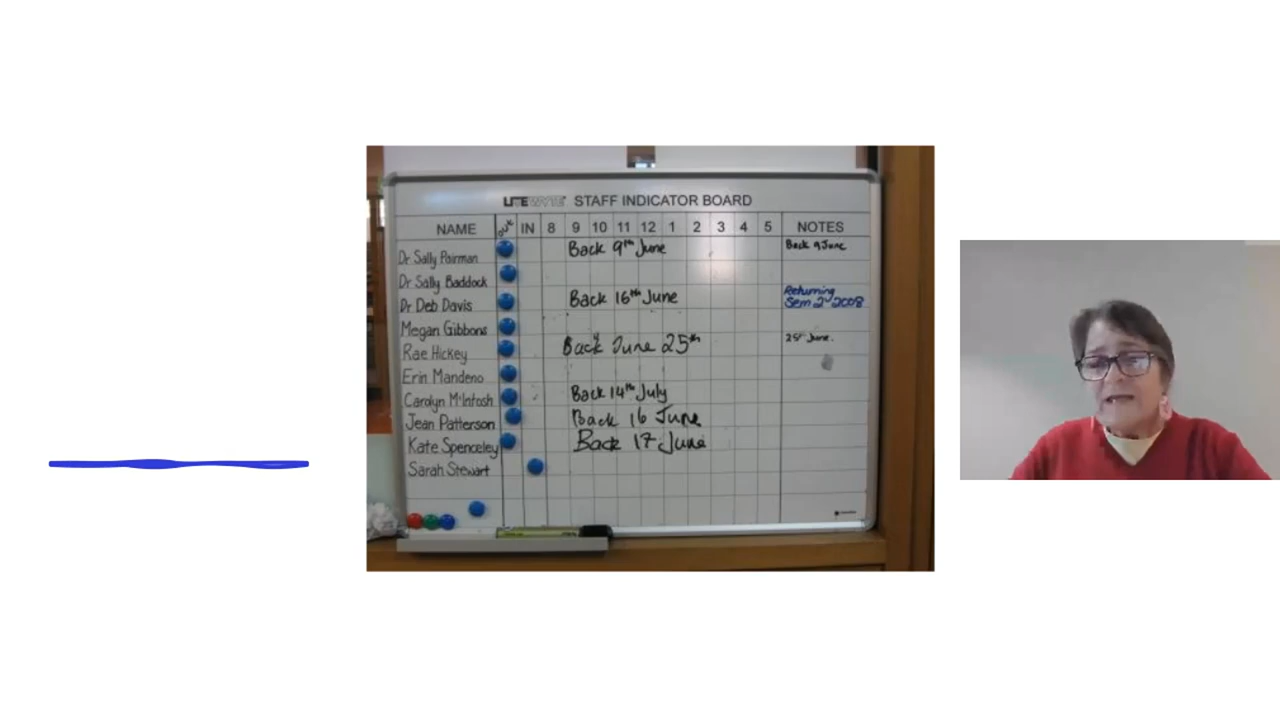 LITEWYTE STAFF INDICATOR BOARD
NAME OUT IN 8 9 10 11 12 1 2 3 4 5 NOTES
Dr Sally Pairman Back 9th June Back 9 June
Dr Sally Baddock
Dr Deb Davis Back 16th June Returning Sem 2 2008
Megan Gibbons
Rae Hickey Back June 25th 25th June.
Erin Mandeno
Carolyn McIntosh Back 14th July
Jean Patterson Back 16 June
Kate Spenceley Back 17 June
Sarah Stewart